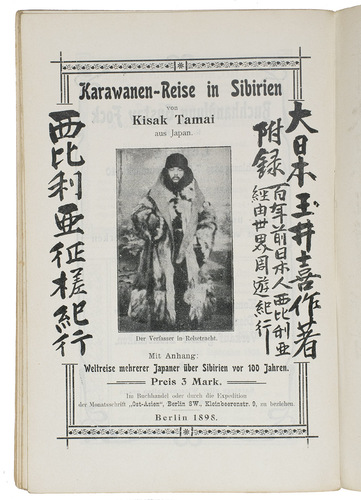 Karawanen-Reise in Sibirien
von
Kisak Tamai
aus Japan.
大日本玉井喜作著
附録 百年前日本人西比利亜
経由世界周遊紀行
西比利亜征槎紀行
Der Verfasser in Reisetracht.
Mit Anhang:
Weltreise mehrerer Japaner über Sibirien vor 100 Jahren.
Preis 3 Mark.
Im Buchhandel oder durch die Expedition
der Monatsschrift „Ost-Asien", Berlin SW., Kleinbeerenstr. 9, zu beziehen.
Berlin 1898.